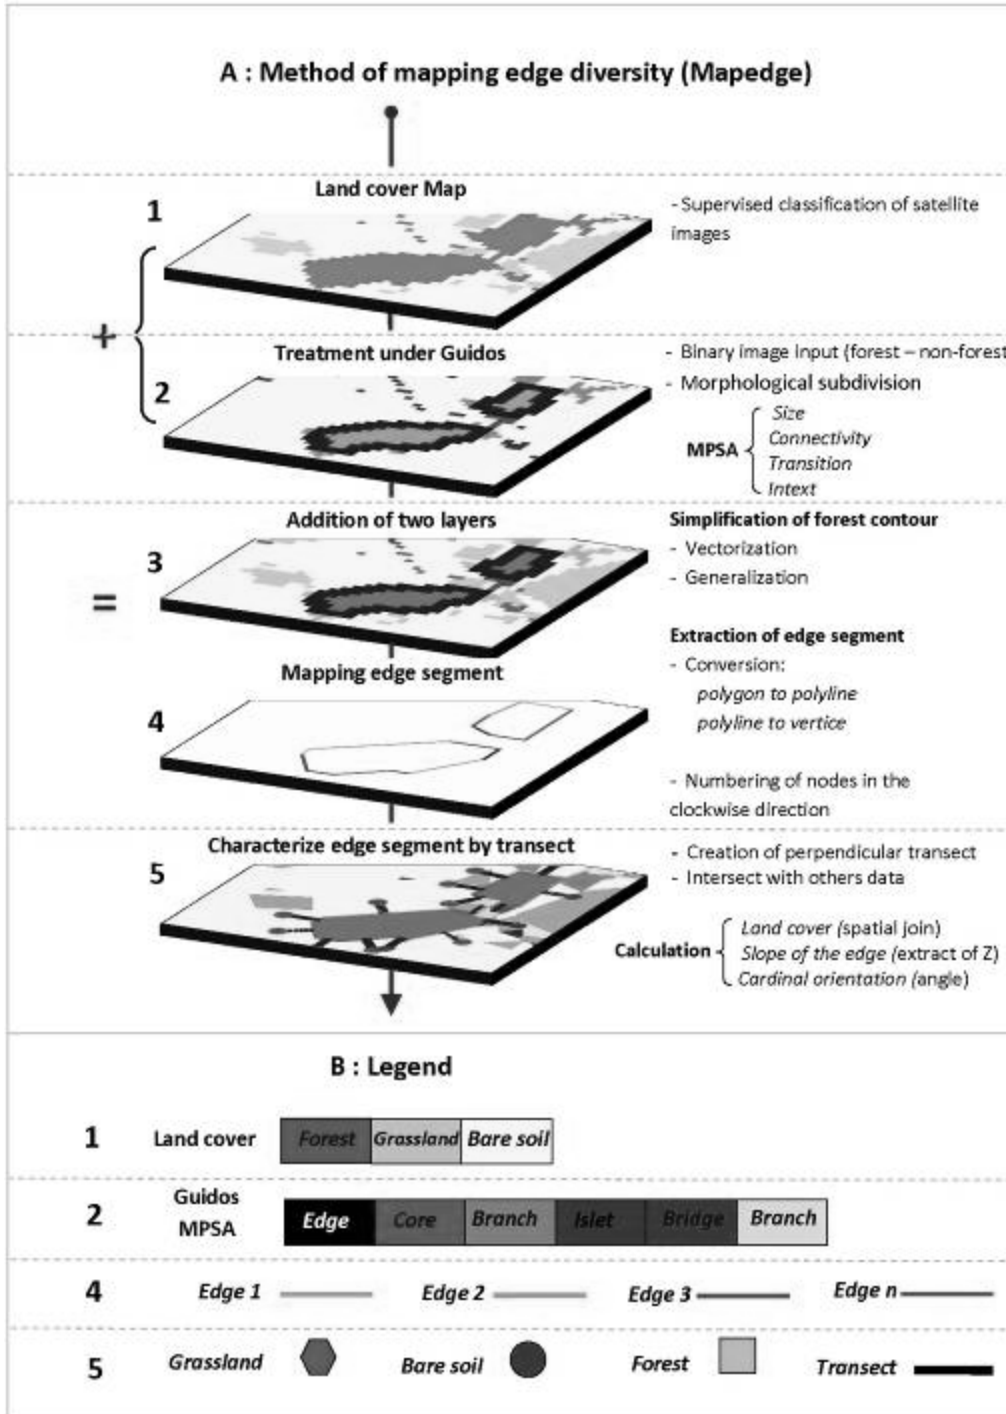 A : Method of mapping edge diversity (Mapedge)
Land cover Map
1
- Supervised classification of satellite
images
+
Treatment under Guidos
2
- Binary image input (forest – non-forest
- Morphological subdivision
MPSA
Size
Connectivity
Transition
Intext
Addition of two layers
3
=
Simplification of forest contour
- Vectorization
- Generalization
Extraction of edge segment
- Conversion:
polygon to polyline
polyline to vertice
Mapping edge segment
4
- Numbering of nodes in the
clockwise direction
Characterize edge segment by transect
5
- Creation of perpendicular transect
- Intersect with others data
Calculation
Land cover (spatial join)
Slope of the edge (extract of Z)
Cardinal orientation (angle)
B : Legend
1 Land cover Forest Grassland Bare soil
2 Guidos
MPSA Edge Core Branch Islet Bridge Branch
4 Edge 1 Edge 2 Edge 3 Edge n
5 Grassland Bare soil Forest Transect